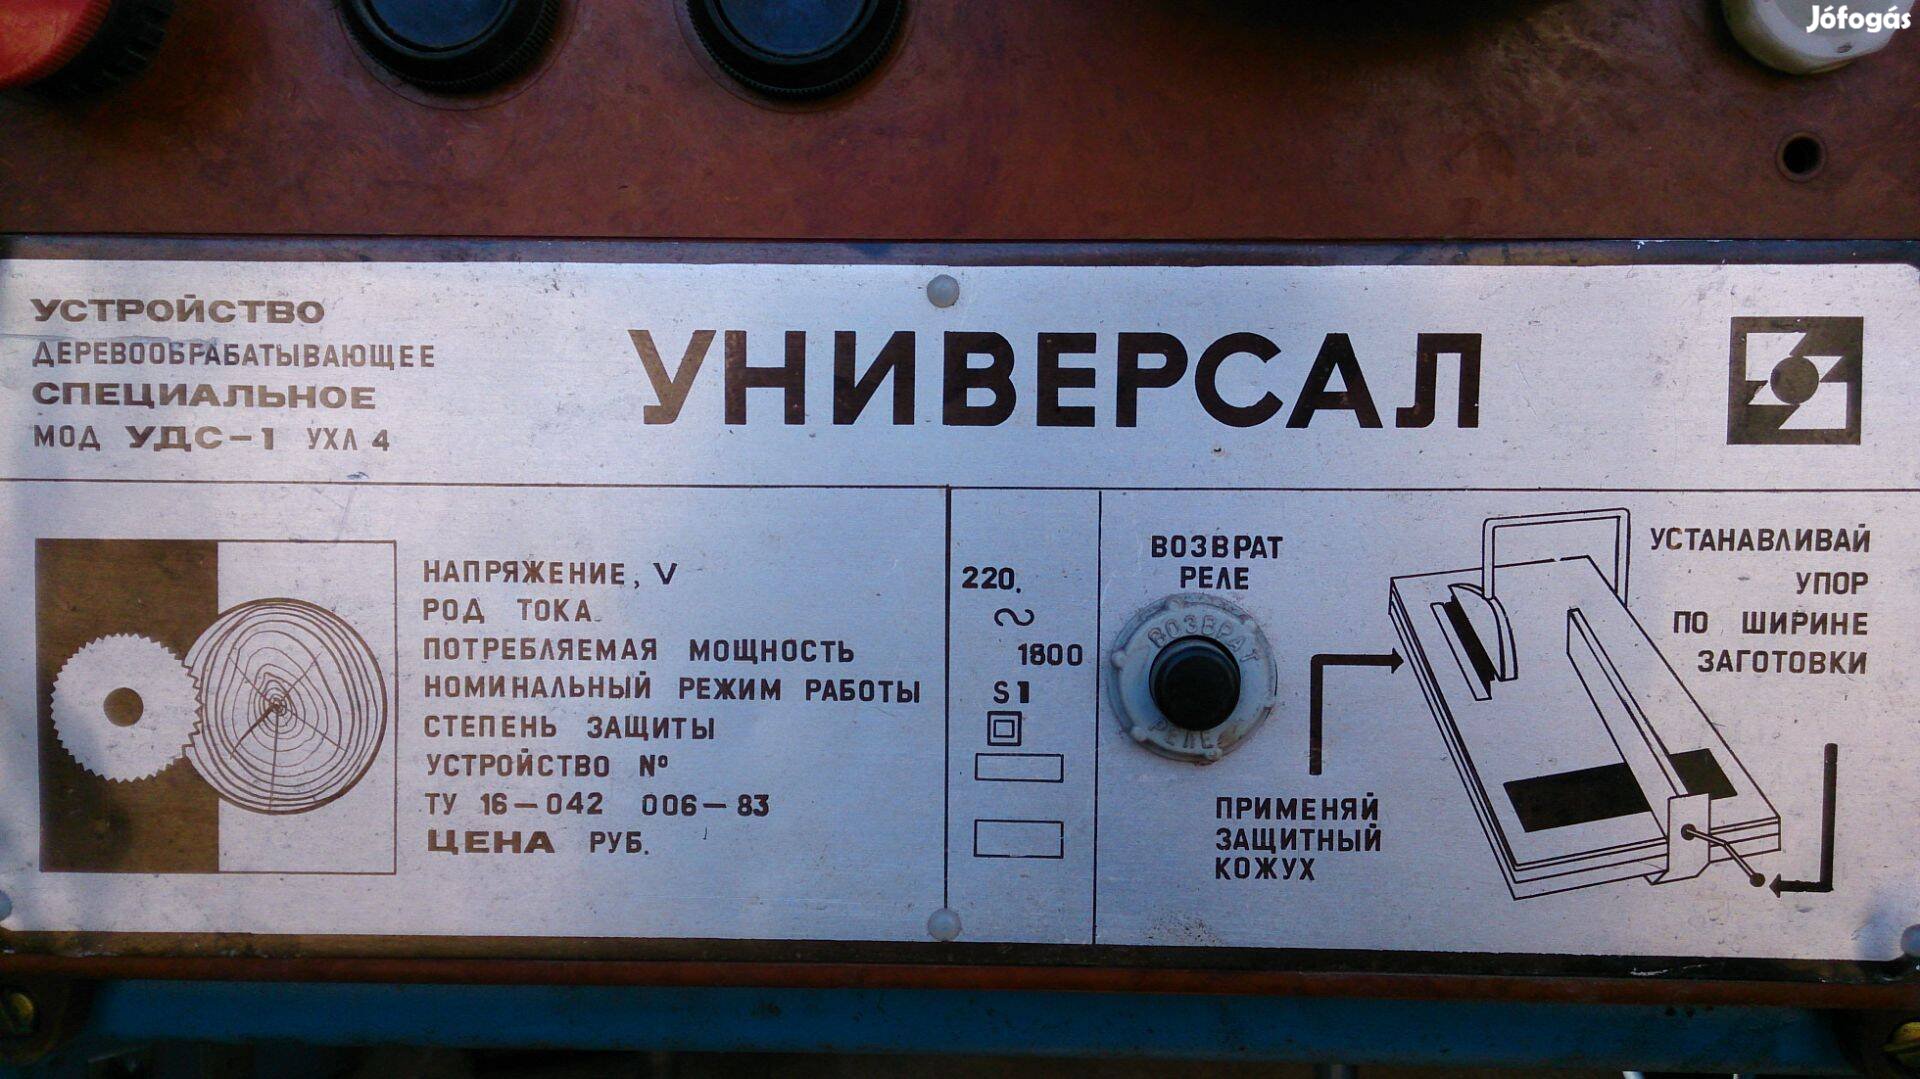 Jófogás
УСТРОЙСТВО
ДЕРЕВООБРАБАТЫВАЮЩЕЕ
СПЕЦИАЛЬНОЕ
МОД УДС-1 УХЛ 4
УНИВЕРСАЛ
НАПРЯЖЕНИЕ, V 220.
РОД ТОКА ~
ПОТРЕБЛЯЕМАЯ МОЩНОСТЬ 1800
НОМИНАЛЬНЫЙ РЕЖИМ РАБОТЫ S1
СТЕПЕНЬ ЗАЩИТЫ
УСТРОЙСТВО №
ТУ 16-042 006-83
ЦЕНА РУБ.
ВОЗВРАТ
РЕЛЕ
ВОЗВРАТ
РЕЛЕ
ПРИМЕНЯЙ
ЗАЩИТНЫЙ
КОЖУХ
УСТАНАВЛИВАЙ
УПОР
ПО ШИРИНЕ
ЗАГОТОВКИ